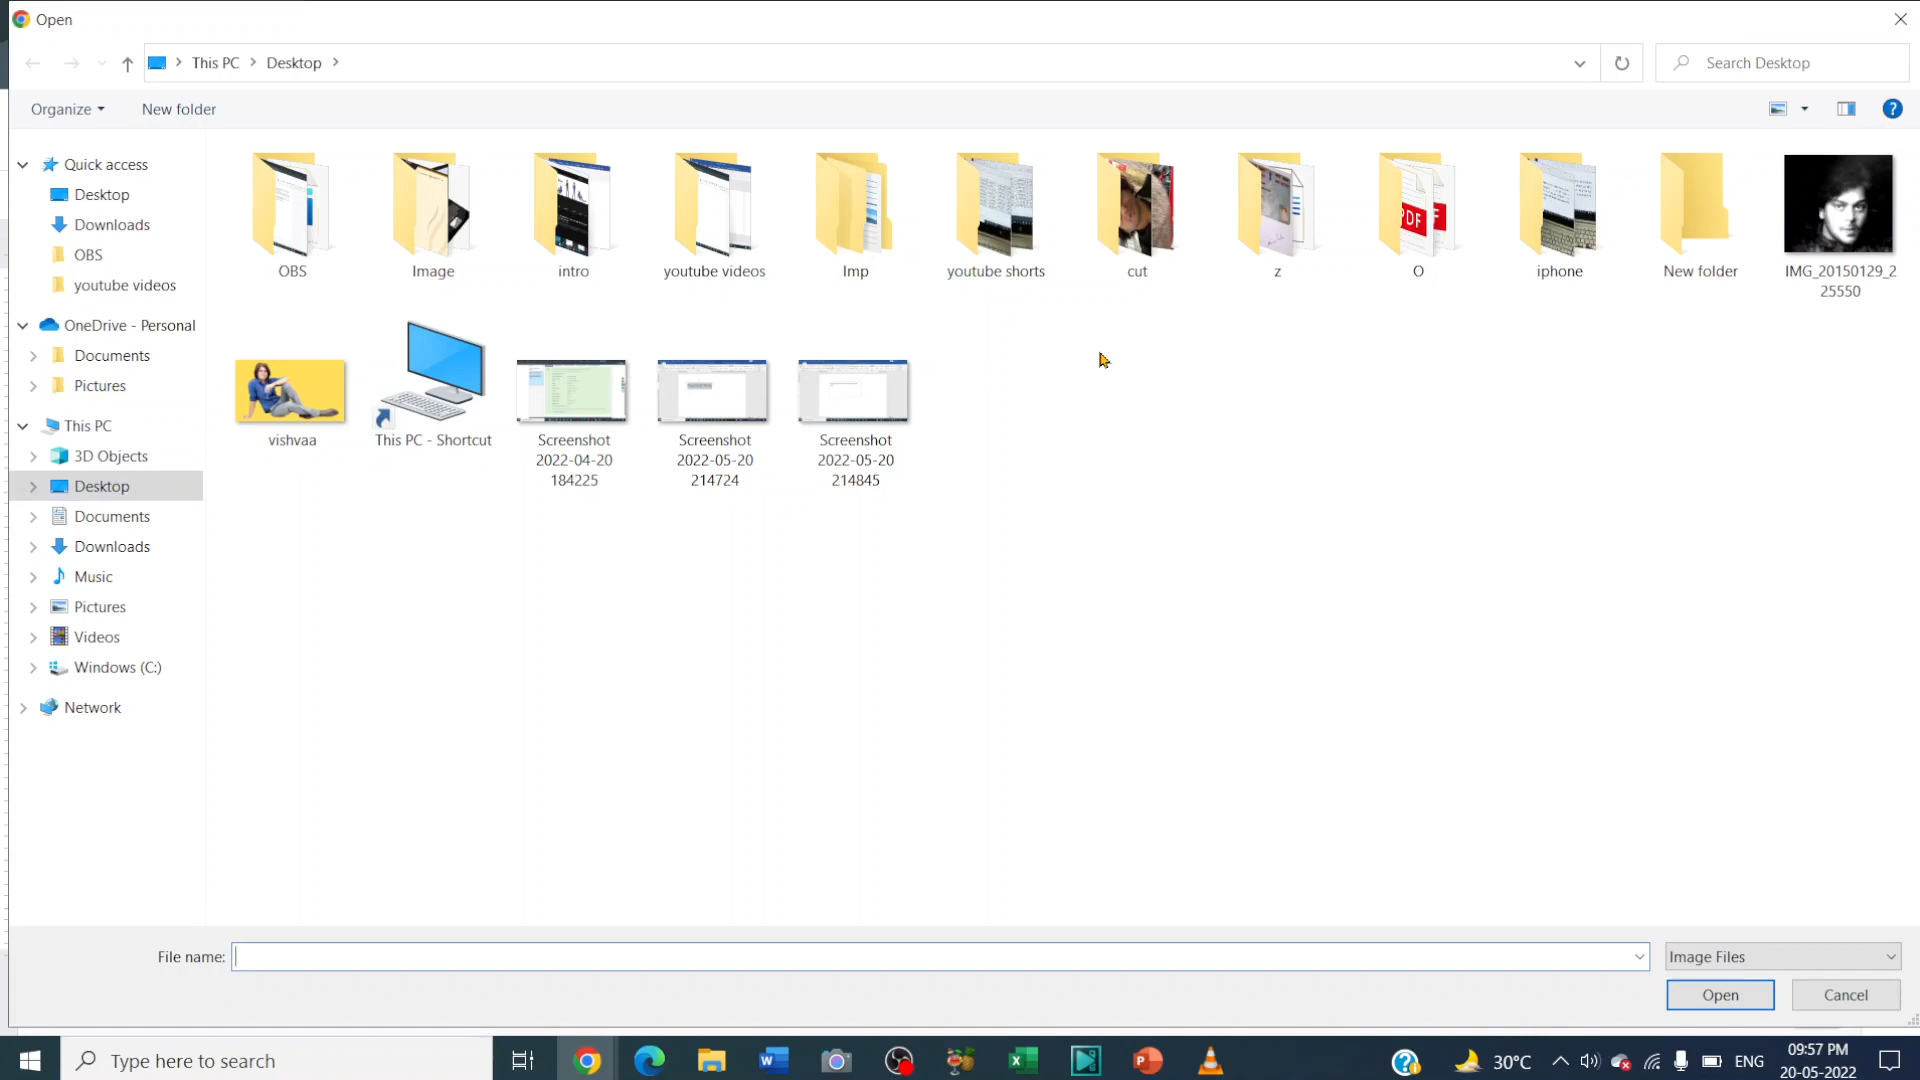 Open
This PC
Desktop
Search Desktop
Organize
New folder
Quick access
Desktop
Downloads
OBS
youtube videos
OneDrive - Personal
Documents
Pictures
This PC
3D Objects
Desktop
Documents
Downloads
Music
Pictures
Videos
Windows (C:)
Network
OBS
Image
intro
youtube videos
Imp
youtube shorts
cut
z
PDF
O
iphone
New folder
IMG_20150129_2
25550
vishvaa
This PC - Shortcut
Screenshot
2022-04-20
184225
Screenshot
2022-05-20
214724
Screenshot
2022-05-20
214845
File name:
Image Files
Open
Cancel
Type here to search
30°C
ENG
09:57 PM
20-05-2022